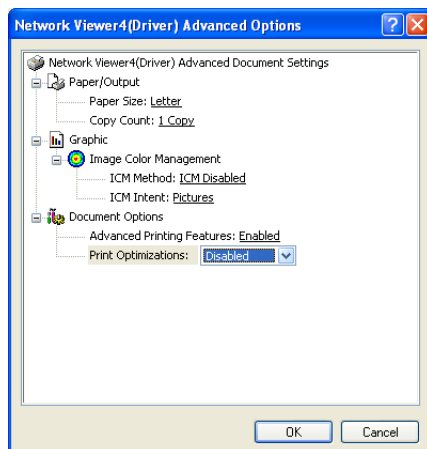 Network Viewer4(Driver) Advanced Options
Network Viewer4(Driver) Advanced Document Settings
Paper/Output
Paper Size: Letter
Copy Count: 1 Copy
Graphic
Image Color Management
ICM Method: ICM Disabled
ICM Intent: Pictures
Document Options
Advanced Printing Features: Enabled
Print Optimizations: Disabled
OK Cancel